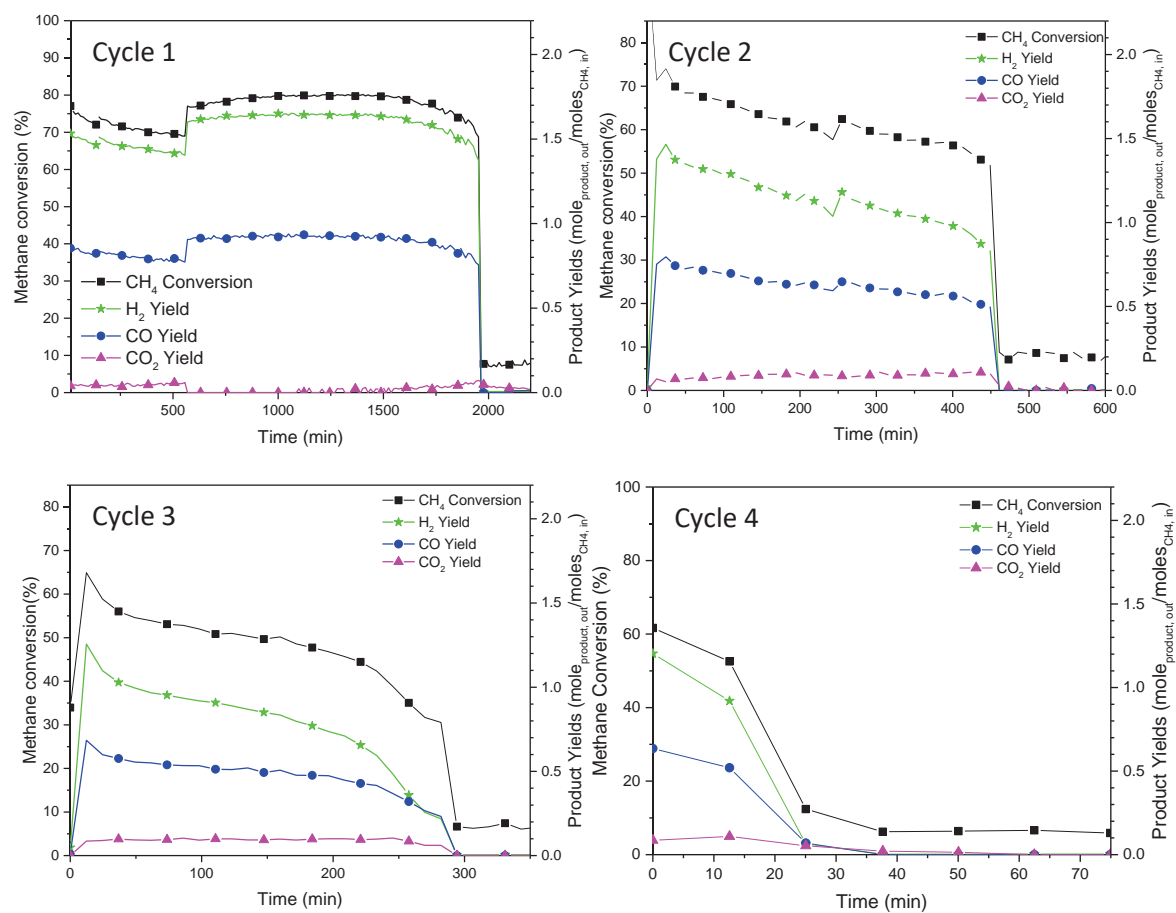 Cycle 1
Methane conversion (%)
100
90
80
70
60
50
40
30
20
10
0
CH4 Conversion
H2 Yield
CO Yield
CO2 Yield
0.0
0.5
1.0
1.5
2.0
Product Yields (moleproduct, out/molesCH4, in)
500
1000
1500
2000
Time (min)
Cycle 2
Methane conversion(%)
80
70
60
50
40
30
20
10
0
CH4 Conversion
H2 Yield
CO Yield
CO2 Yield
2.0
1.5
1.0
0.5
0.0
Product Yields (moleproduct, out/molesCH4, in)
0
100
200
300
400
500
600
Time (min)
Cycle 3
Methane conversion(%)
80
70
60
50
40
30
20
10
0
CH4 Conversion
H2 Yield
CO Yield
CO2 Yield
2.0
1.5
1.0
0.5
0.0
Product Yields (moleproduct, out/molesCH4, in)
0
100
200
300
Time (min)
Cycle 4
Methane Conversion (%)
100
80
60
40
20
0
CH4 Conversion
H2 Yield
CO Yield
CO2 Yield
2.0
1.5
1.0
0.5
0.0
Product Yields (moleproduct, out/molesCH4, in)
0
10
20
30
40
50
60
70
Time (min)